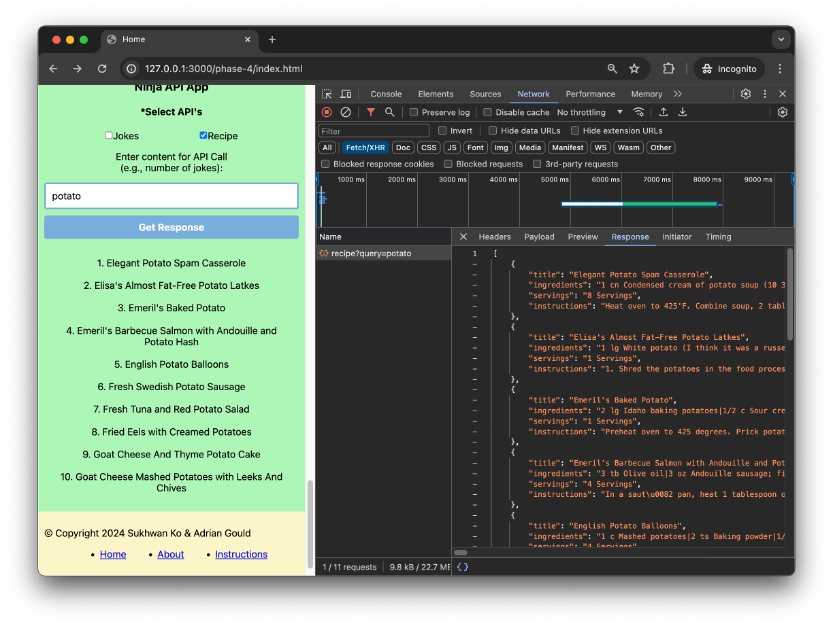 Home
127.0.0.1:3000/phase-4/index.html
Incognito
Ninja API App
*Select API's
Jokes
Recipe
Enter content for API Call
(e.g., number of jokes):
potato
Get Response
1. Elegant Potato Spam Casserole
2. Elisa's Almost Fat-Free Potato Latkes
3. Emeril's Baked Potato
4. Emeril's Barbecue Salmon with Andouille and
Potato Hash
5. English Potato Balloons
6. Fresh Swedish Potato Sausage
7. Fresh Tuna and Red Potato Salad
8. Fried Eels with Creamed Potatoes
9. Goat Cheese And Thyme Potato Cake
10. Goat Cheese Mashed Potatoes with Leeks And
Chives
© Copyright 2024 Sukhwan Ko & Adrian Gould
• Home • About • Instructions
Console Elements Sources Network Performance Memory
Preserve log Disable cache No throttling
Filter Invert Hide data URLs Hide extension URLs
All Fetch/XHR Doc CSS JS Font Img Media Manifest WS Wasm Other
Blocked response cookies Blocked requests 3rd-party requests
1000 ms 2000 ms 3000 ms 4000 ms 5000 ms 6000 ms 7000 ms 8000 ms 9000 ms
Name
recipe?query=potato
Headers Payload Preview Response Initiator Timing
1 [
- {
- "title": "Elegant Potato Spam Casserole",
- "ingredients": "1 cn Condensed cream of potato soup (10 3
- "servings": "8 Servings",
- "instructions": "Heat oven to 425'F. Combine soup, 2 tabl
- },
- {
- "title": "Elisa's Almost Fat-Free Potato Latkes",
- "ingredients": "1 lg White potato (I think it was a russe
- "servings": "1 Servings",
- "instructions": "1. Shred the potatoes in the food proces
- },
- {
- "title": "Emeril's Baked Potato",
- "ingredients": "2 lg Idaho baking potatoes|1/2 c Sour cre
- "servings": "1 Servings",
- "instructions": "Preheat oven to 425 degrees. Prick potat
- },
- {
- "title": "Emeril's Barbecue Salmon with Andouille and Pot
- "ingredients": "3 tb Olive oil|3 oz Andouille sausage; fi
- "servings": "4 Servings",
- "instructions": "In a saut\u0082 pan, heat 1 tablespoon o
- },
- {
- "title": "English Potato Balloons",
- "ingredients": "1 c Mashed potatoes|2 ts Baking powder|1/
- "servings": "4 Servings",
1 / 11 requests 9.8 kB / 22.7 M
{ }